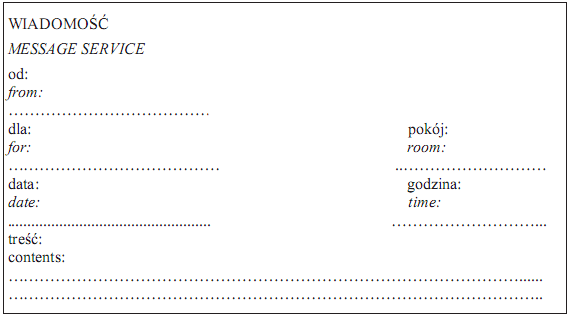 WIADOMOŚĆ
MESSAGE SERVICE
od:
from:
…………………………………
dla: pokój:
for: room:
………………………………… ..………………………
data: godzina:
date: time:
................................................... ………………………...
treść:
contents:
……………………………………………………………………………………......
………………………………………………………………………………………..